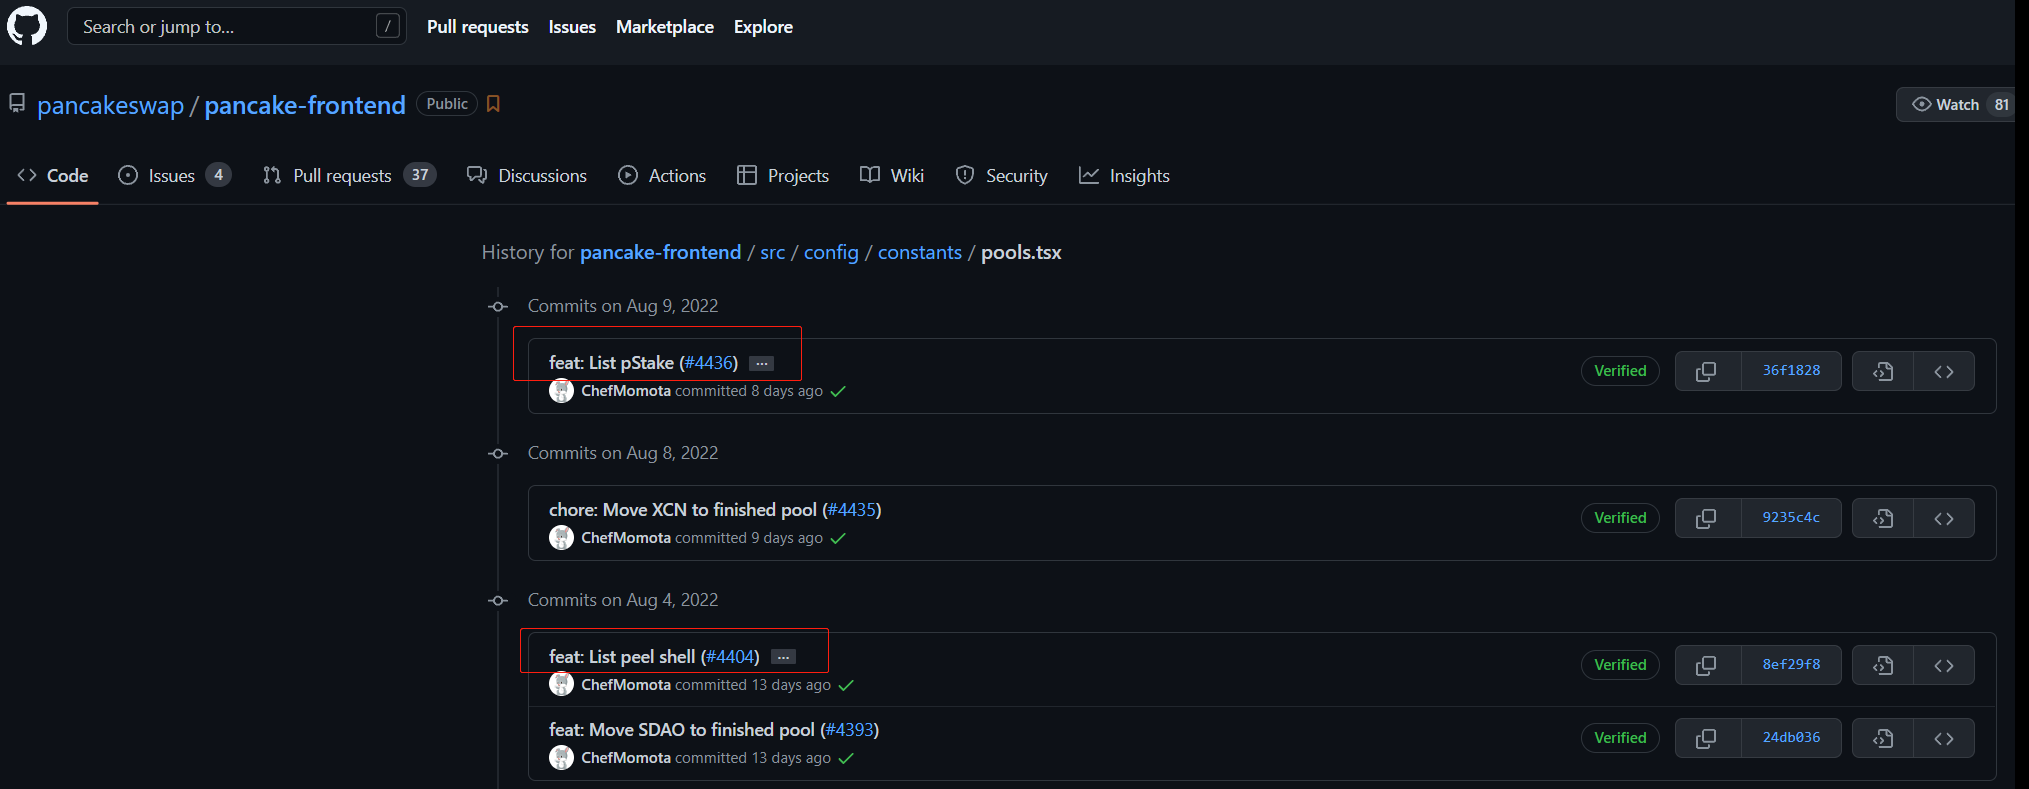 Search or jump to... / Pull requests Issues Marketplace Explore
pancakeswap / pancake-frontend Public Watch 81
Code Issues 4 Pull requests 37 Discussions Actions Projects Wiki Security Insights
History for pancake-frontend / src / config / constants / pools.tsx
Commits on Aug 9, 2022
feat: List pStake (#4436) ...
ChefMomota committed 8 days ago
Verified 36f1828
Commits on Aug 8, 2022
chore: Move XCN to finished pool (#4435)
ChefMomota committed 9 days ago
Verified 9235c4c
Commits on Aug 4, 2022
feat: List peel shell (#4404) ...
ChefMomota committed 13 days ago
Verified 8ef29f8
feat: Move SDAO to finished pool (#4393)
ChefMomota committed 13 days ago
Verified 24db036